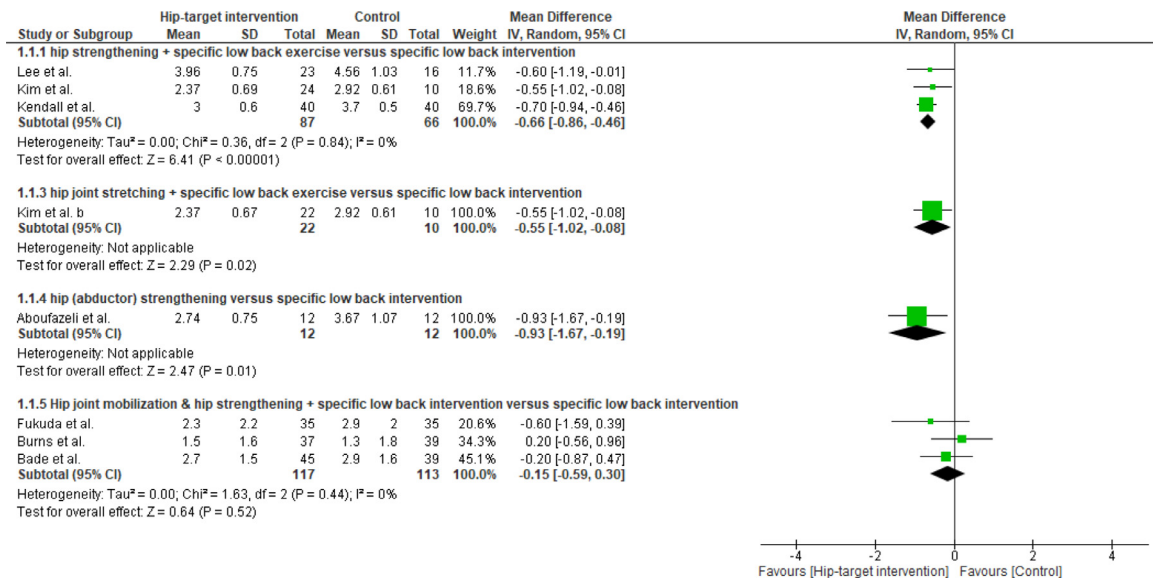 Hip-target intervention Control Mean Difference Mean Difference
Study or Subgroup Mean SD Total Mean SD Total Weight IV, Random, 95% CI IV, Random, 95% CI
1.1.1 hip strengthening + specific low back exercise versus specific low back intervention
Lee et al. 3.96 0.75 23 4.56 1.03 16 11.7% -0.60 [-1.19, -0.01]
Kim et al. 2.37 0.69 24 2.92 0.61 10 18.6% -0.55 [-1.02, -0.08]
Kendall et al. 3 0.6 40 3.7 0.5 40 69.7% -0.70 [-0.94, -0.46]
Subtotal (95% CI) 87 66 100.0% -0.66 [-0.86, -0.46]
Heterogeneity: Tau² = 0.00; Chi² = 0.36, df = 2 (P = 0.84); I² = 0%
Test for overall effect: Z = 6.41 (P < 0.00001)
1.1.3 hip joint stretching + specific low back exercise versus specific low back intervention
Kim et al. b 2.37 0.67 22 2.92 0.61 10 100.0% -0.55 [-1.02, -0.08]
Subtotal (95% CI) 22 10 100.0% -0.55 [-1.02, -0.08]
Heterogeneity: Not applicable
Test for overall effect: Z = 2.29 (P = 0.02)
1.1.4 hip (abductor) strengthening versus specific low back intervention
Aboufazeli et al. 2.74 0.75 12 3.67 1.07 12 100.0% -0.93 [-1.67, -0.19]
Subtotal (95% CI) 12 12 100.0% -0.93 [-1.67, -0.19]
Heterogeneity: Not applicable
Test for overall effect: Z = 2.47 (P = 0.01)
1.1.5 Hip joint mobilization & hip strengthening + specific low back intervention versus specific low back intervention
Fukuda et al. 2.3 2.2 35 2.9 2 35 20.6% -0.60 [-1.59, 0.39]
Burns et al. 1.5 1.6 37 1.3 1.8 39 34.3% 0.20 [-0.56, 0.96]
Bade et al. 2.7 1.5 45 2.9 1.6 39 45.1% -0.20 [-0.87, 0.47]
Subtotal (95% CI) 117 113 100.0% -0.15 [-0.59, 0.30]
Heterogeneity: Tau² = 0.00; Chi² = 1.63, df = 2 (P = 0.44); I² = 0%
Test for overall effect: Z = 0.64 (P = 0.52)
-4 -2 0 2 4
Favours [Hip-target intervention] Favours [Control]